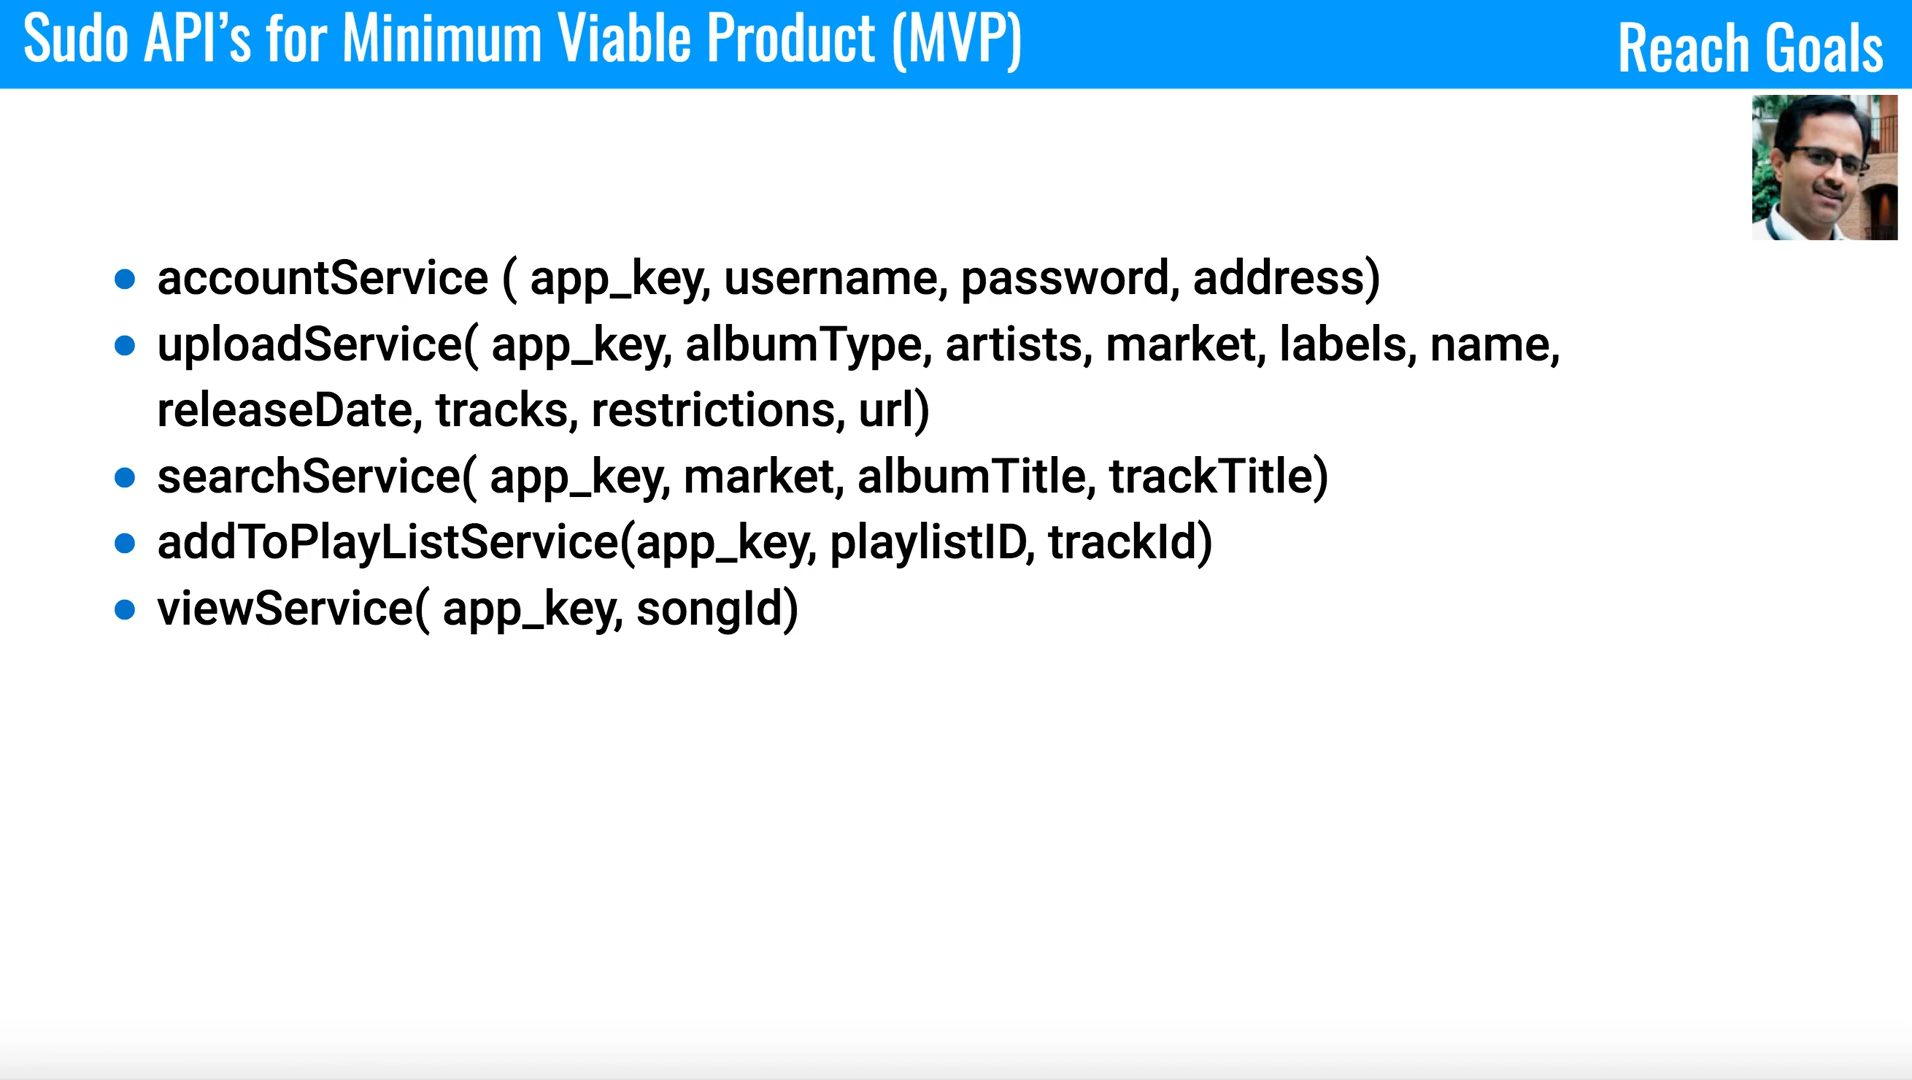 Sudo API’s for Minimum Viable Product (MVP)
Reach Goals
accountService ( app_key, username, password, address)
uploadService( app_key, albumType, artists, market, labels, name,
releaseDate, tracks, restrictions, url)
searchService( app_key, market, albumTitle, trackTitle)
addToPlayListService(app_key, playlistID, trackId)
viewService( app_key, songId)